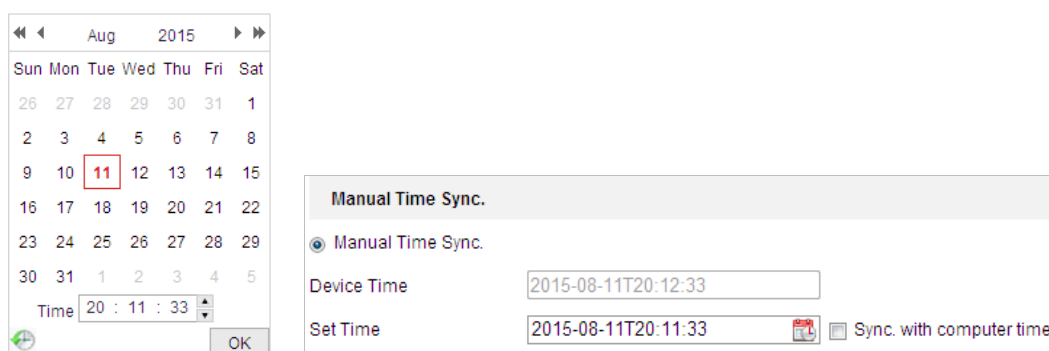 Aug 2015
Sun Mon Tue Wed Thu Fri Sat
26 27 28 29 30 31 1
2 3 4 5 6 7 8
9 10 11 12 13 14 15
16 17 18 19 20 21 22
23 24 25 26 27 28 29
30 31 1 2 3 4 5
Time 20 : 11 : 33
OK
Manual Time Sync.
Manual Time Sync.
Device Time 2015-08-11T20:12:33
Set Time 2015-08-11T20:11:33 Sync. with computer time